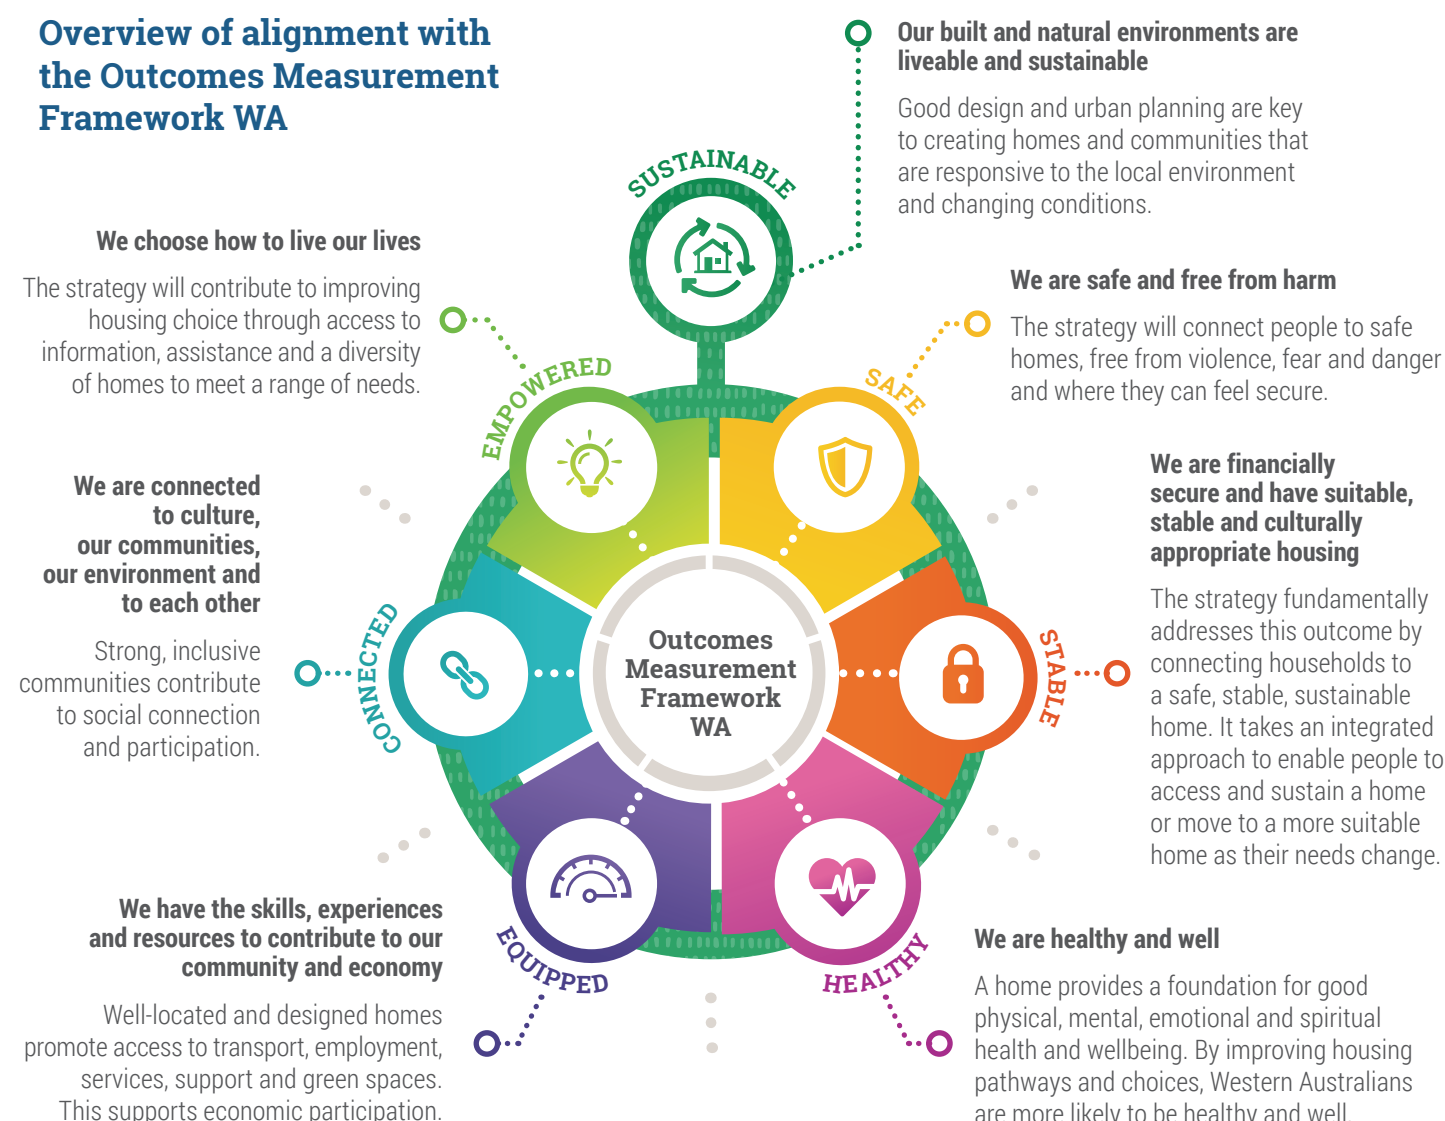 Overview of alignment with
the Outcomes Measurement
Framework WA
Our built and natural environments are
liveable and sustainable
Good design and urban planning are key
to creating homes and communities that
are responsive to the local environment
and changing conditions.
SUSTAINABLE
We choose how to live our lives
The strategy will contribute to improving
housing choice through access to
information, assistance and a diversity
of homes to meet a range of needs.
EMPOWERED
We are safe and free from harm
The strategy will connect people to safe
homes, free from violence, fear and danger
and where they can feel secure.
SAFE
We are connected
to culture,
our communities,
our environment and
to each other
Strong, inclusive
communities contribute
to social connection
and participation.
CONNECTED
Outcomes
Measurement
Framework
WA
We are financially
secure and have suitable,
stable and culturally
appropriate housing
The strategy fundamentally
addresses this outcome by
connecting households to
a safe, stable, sustainable
home. It takes an integrated
approach to enable people to
access and sustain a home
or move to a more suitable
home as their needs change.
STABLE
We have the skills, experiences
and resources to contribute to our
community and economy
Well-located and designed homes
promote access to transport, employment,
services, support and green spaces.
This supports economic participation.
EQUIPPED
HEALTHY
We are healthy and well
A home provides a foundation for good
physical, mental, emotional and spiritual
health and wellbeing. By improving housing
pathways and choices, Western Australians
are more likely to be healthy and well.